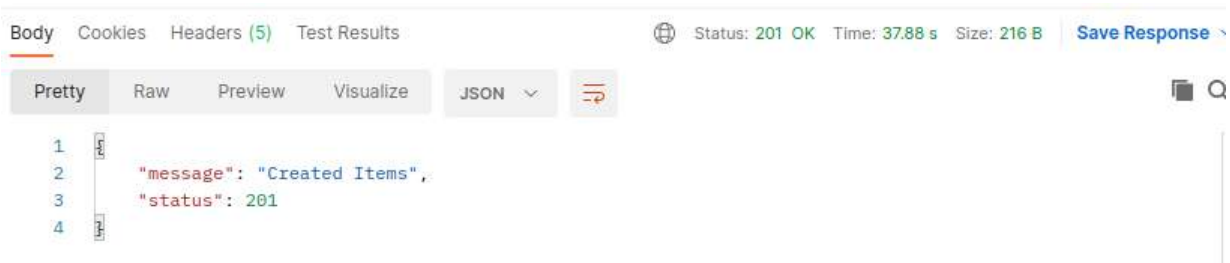 Body Cookies Headers (5) Test Results Status: 201 OK Time: 37.88 s Size: 216 B Save Response
Pretty Raw Preview Visualize JSON
1 {
2 "message": "Created Items",
3 "status": 201
4 }